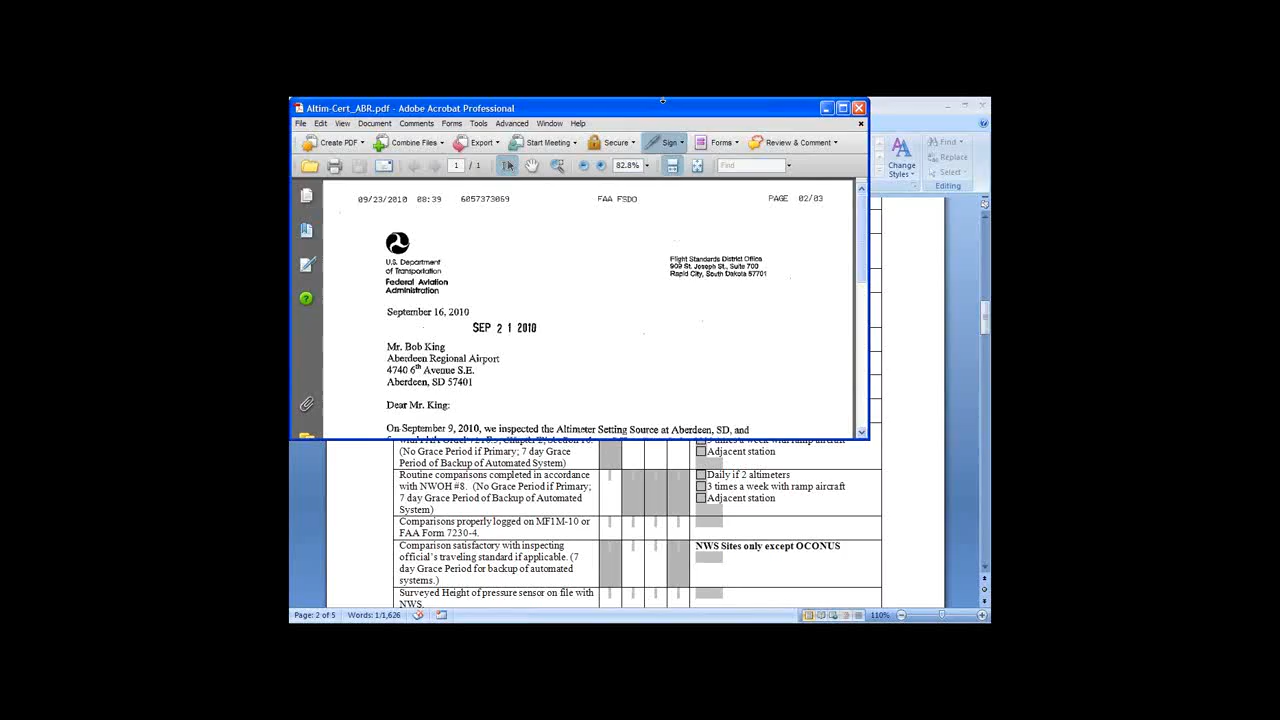 Altim-Cert_ABR.pdf - Adobe Acrobat Professional
File Edit View Document Comments Forms Tools Advanced Window Help
Create PDF Combine Files Export Start Meeting Secure Sign Forms Review & Comment
1 / 1 82.8% Find
Change Styles
Find
Replace
Select
Editing
09/23/2010 08:39 6057373069 FAA FSDO PAGE 02/03
U.S. Department
of Transportation
Federal Aviation
Administration
Flight Standards District Office
909 St. Joseph St., Suite 700
Rapid City, South Dakota 57701
September 16, 2010
SEP 21 2010
Mr. Bob King
Aberdeen Regional Airport
4740 6th Avenue S.E.
Aberdeen, SD 57401
Dear Mr. King:
On September 9, 2010, we inspected the Altimeter Setting Source at Aberdeen, SD, and
3 times a week with ramp aircraft
(No Grace Period if Primary; 7 day Grace
Period of Backup of Automated System)
Adjacent station
Routine comparisons completed in accordance
with NWOH #8. (No Grace Period if Primary;
7 day Grace Period of Backup of Automated
System)
Daily if 2 altimeters
3 times a week with ramp aircraft
Adjacent station
Comparisons properly logged on MF1M-10 or
FAA Form 7230-4.
Comparison satisfactory with inspecting
official's traveling standard if applicable. (7
day Grace Period for backup of automated
systems.)
NWS Sites only except OCONUS
Surveyed Height of pressure sensor on file with
NWS.
Page: 2 of 5 Words: 1/1,626 110%